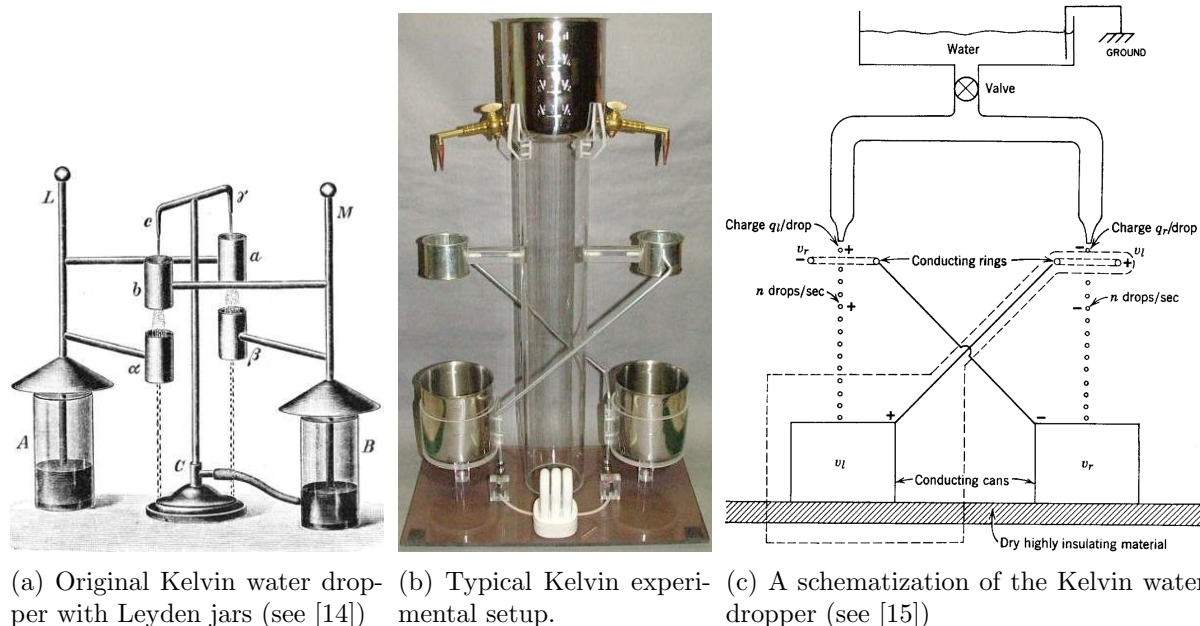 L
M
e
γ
a
b
α
β
A
C
B
Water
GROUND
Valve
Charge q_l/drop
Charge q_r/drop
v_r
+
-
v_l
-
Conducting rings
+
n drops/sec
+
-
n drops/sec
+
-
v_l
v_r
Conducting cans
Dry highly insulating material
(a) Original Kelvin water drop-
per with Leyden jars (see [14])
(b) Typical Kelvin experi-
mental setup.
(c) A schematization of the Kelvin water
dropper (see [15])